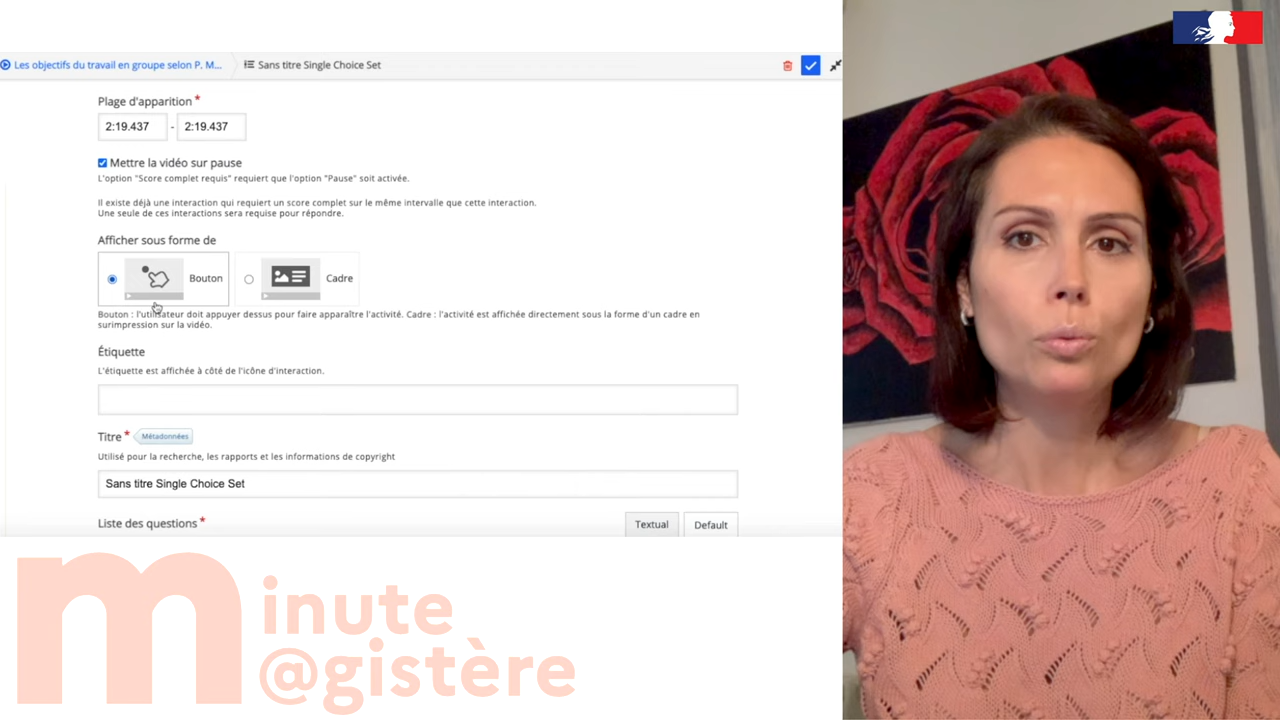 Les objectifs du travail en groupe selon P. M...
Sans titre Single Choice Set
Plage d'apparition *
2:19.437 - 2:19.437
Mettre la vidéo sur pause
L'option "Score complet requis" requiert que l'option "Pause" soit activée.
Il existe déjà une interaction qui requiert un score complet sur le même intervalle que cette interaction.
Une seule de ces interactions sera requise pour répondre.
Afficher sous forme de
Bouton
Cadre
Bouton : l'utilisateur doit appuyer dessus pour faire apparaître l'activité. Cadre : l'activité est affichée directement sous la forme d'un cadre en
surimpression sur la vidéo.
Étiquette
L'étiquette est affichée à côté de l'icône d'interaction.
Titre *
Métadonnées
Utilisé pour la recherche, les rapports et les informations de copyright
Sans titre Single Choice Set
Liste des questions *
Textual
Default
minute
@gistère